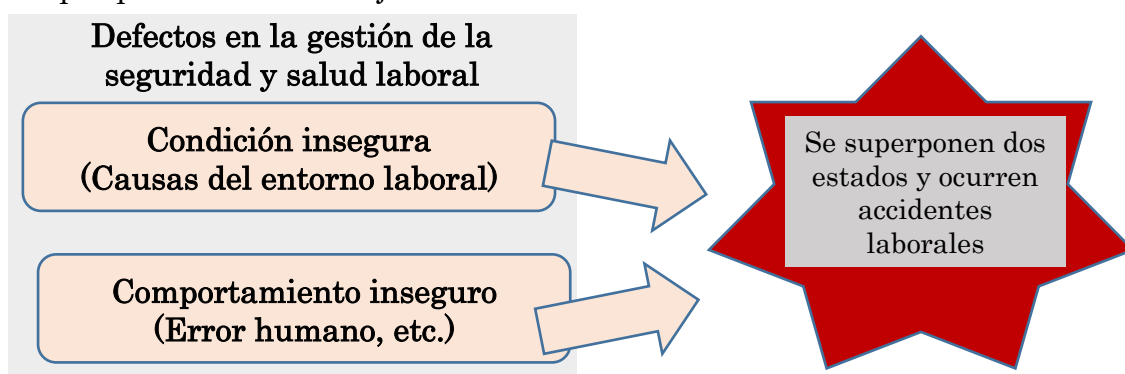 Defectos en la gestión de la
seguridad y salud laboral
Condición insegura
(Causas del entorno laboral)
Comportamiento inseguro
(Error humano, etc.)
Se superponen dos
estados y ocurren
accidentes
laborales